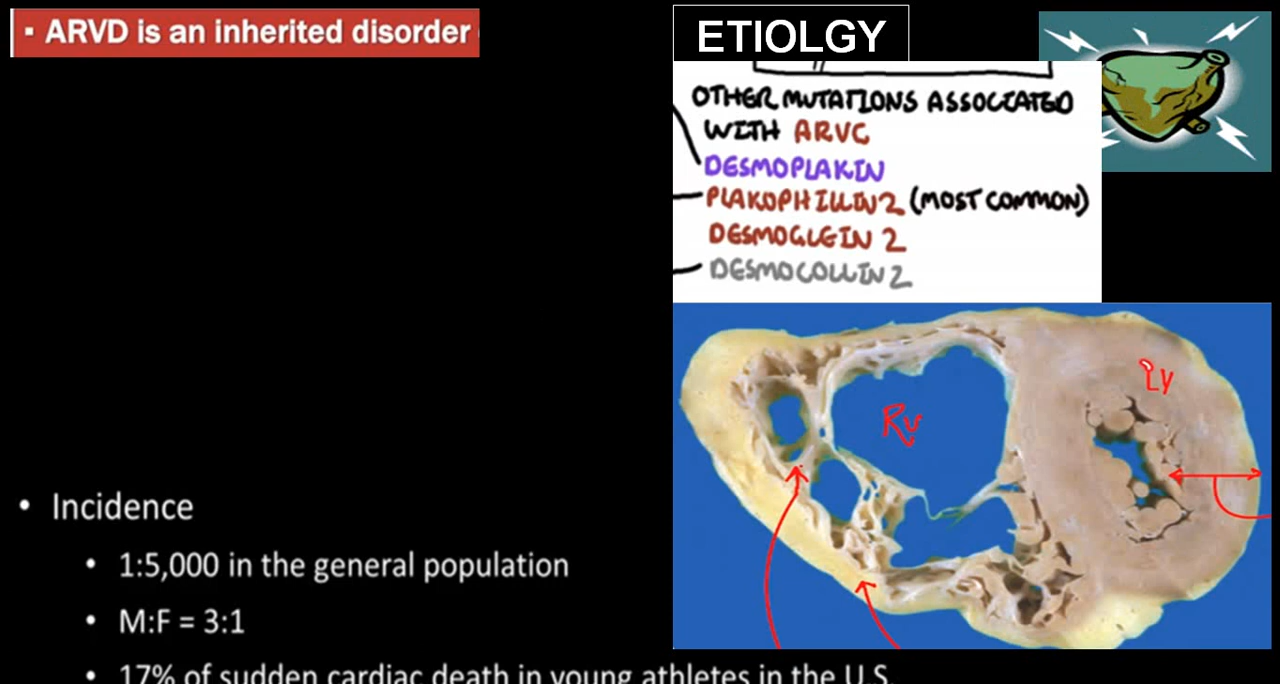 ▪ ARVD is an inherited disorder
ETIOLGY
OTHER MUTATIONS ASSOCIATED
WITH ARVC
DESMOPLAKIN
PLAKOPHILLIN 2 (MOST COMMON)
DESMOGLEIN 2
DESMOCOLLIN 2
RV
LV
• Incidence
• 1:5,000 in the general population
• M:F = 3:1
• 17% of sudden cardiac death in young athletes in the U.S.